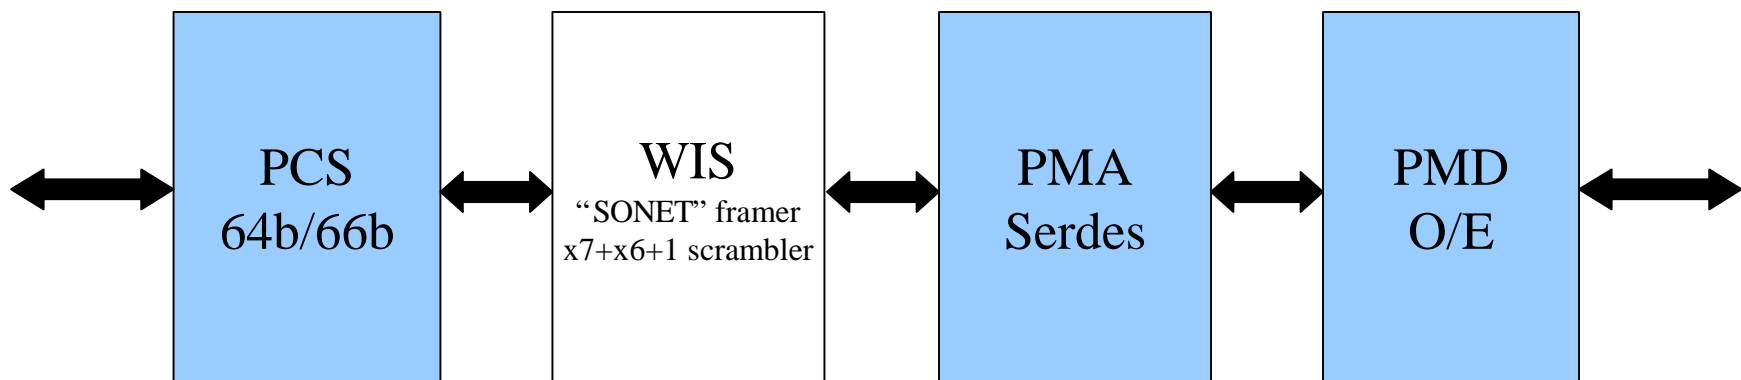 PCS
64b/66b
WIS
“SONET” framer
x7+x6+1 scrambler
PMA
Serdes
PMD
O/E